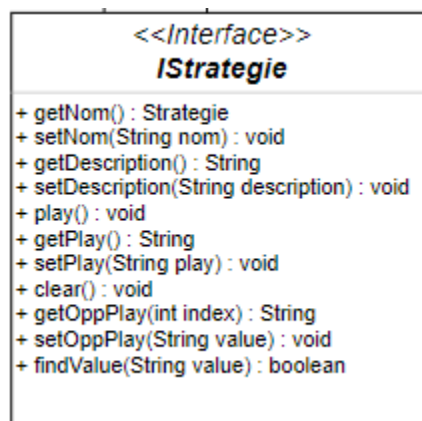 <<Interface>>
IStrategie
+ getNom() : Strategie
+ setNom(String nom) : void
+ getDescription() : String
+ setDescription(String description) : void
+ play() : void
+ getPlay() : String
+ setPlay(String play) : void
+ clear() : void
+ getOppPlay(int index) : String
+ setOppPlay(String value) : void
+ findValue(String value) : boolean